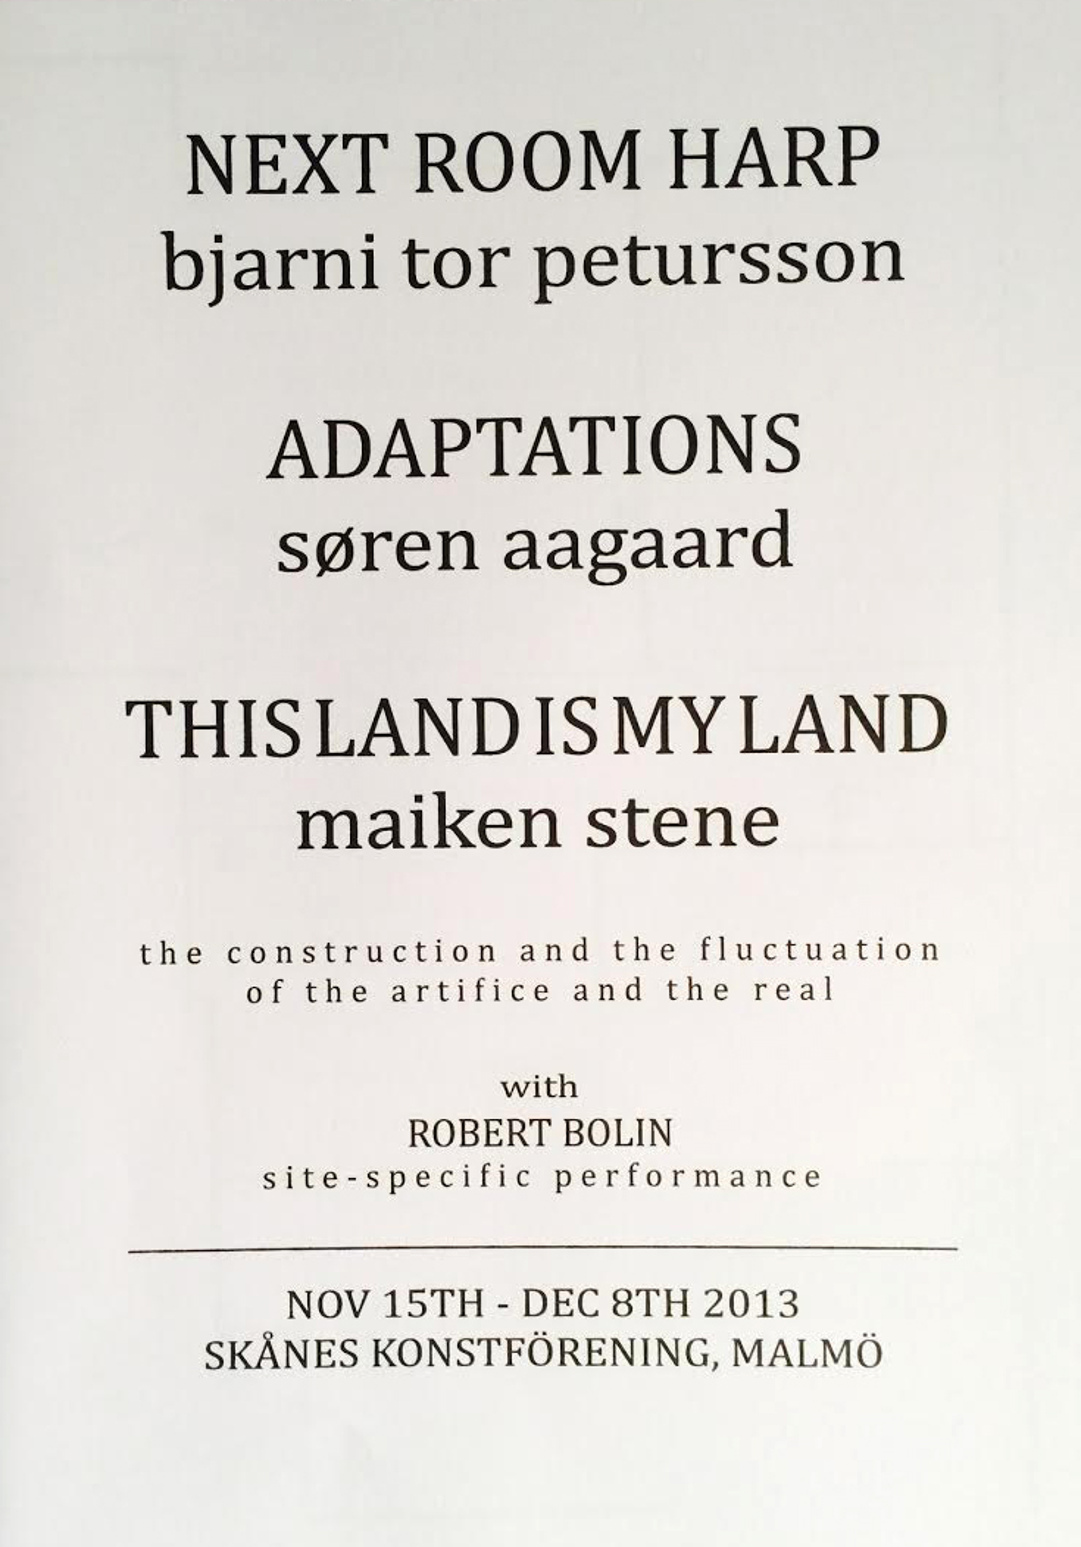 NEXT ROOM HARP
bjarni tor petursson
ADAPTATIONS
søren aagaard
THIS LAND IS MY LAND
maiken stene
the construction and the fluctuation
of the artifice and the real
with
ROBERT BOLIN
site-specific performance
NOV 15TH - DEC 8TH 2013
SKÅNES KONSTFÖRENING, MALMÖ